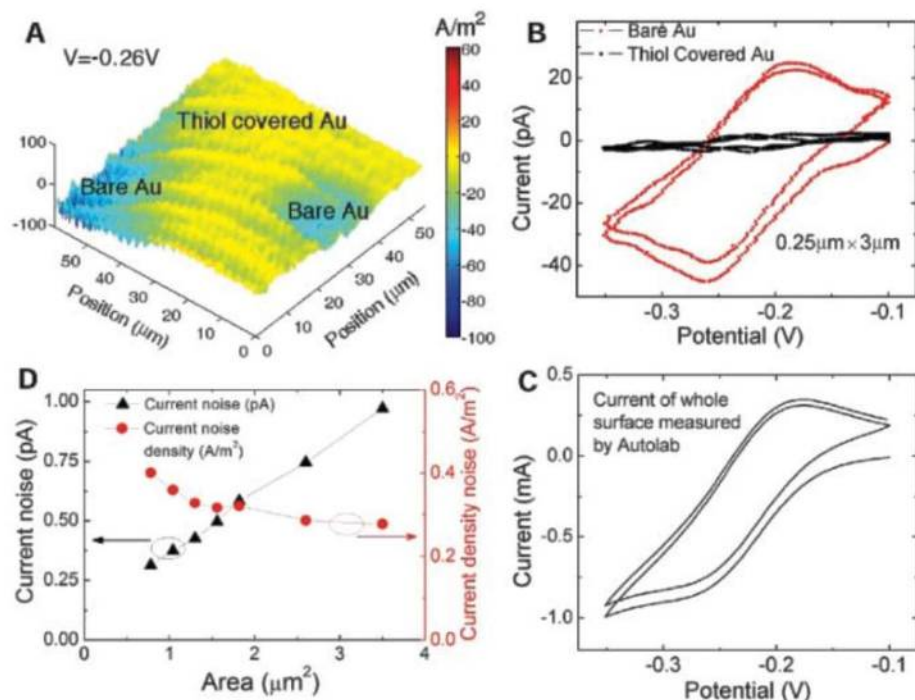 A
V=-0.26V
A/m²
60
40
20
0
-20
-40
-60
-80
-100
Thiol covered Au
Bare Au
Bare Au
100
0
-100
50
40
30
20
10
0
Position (μm)
0
10
20
30
40
50
Position (μm)
B
Bare Au
Thiol Covered Au
20
0
-20
-40
Current (pA)
0.25μm×3μm
-0.3
-0.2
-0.1
Potential (V)
D
Current noise (pA)
Current noise
density (A/m²)
1.00
0.75
0.50
0.25
0.00
Current noise (pA)
0.6
0.4
0.2
0.0
Current density noise (A/m²)
0
1
2
3
4
Area (μm²)
C
Current of whole
surface measured
by Autolab
0.5
0.0
-0.5
-1.0
Current (mA)
-0.3
-0.2
-0.1
Potential (V)